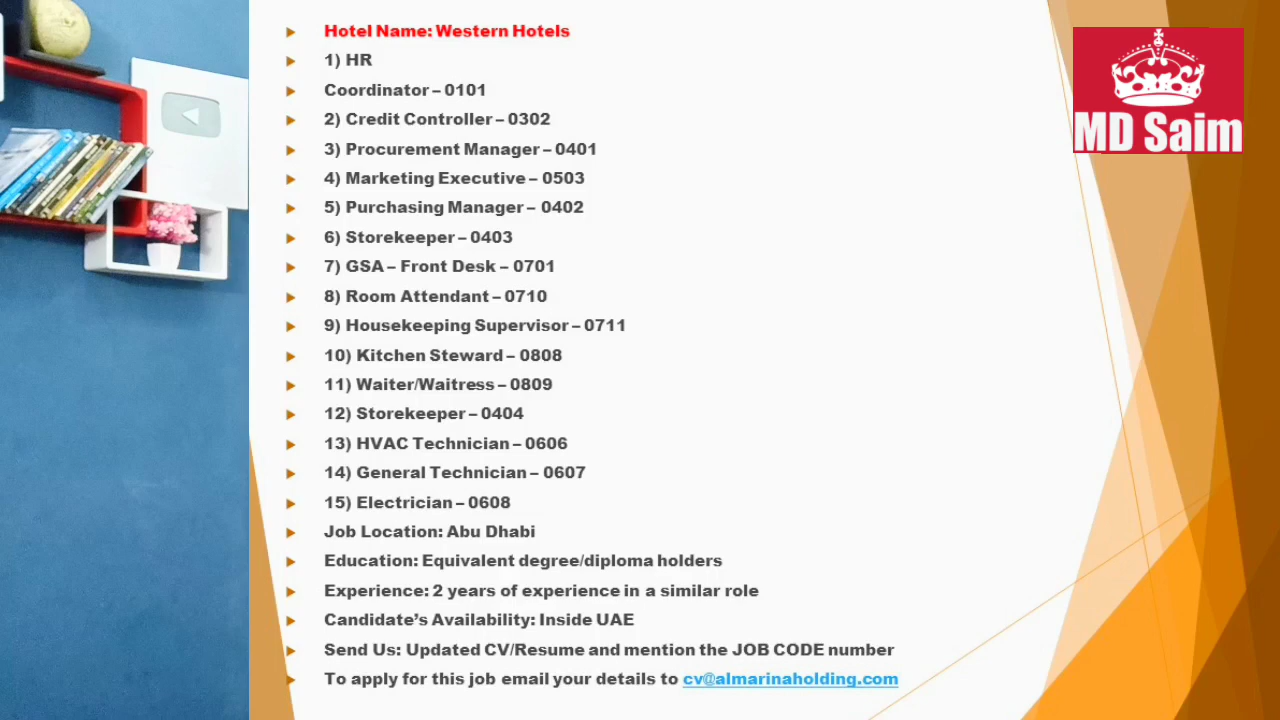 Hotel Name: Western Hotels
1) HR
Coordinator – 0101
2) Credit Controller – 0302
3) Procurement Manager – 0401
4) Marketing Executive – 0503
5) Purchasing Manager – 0402
6) Storekeeper – 0403
7) GSA – Front Desk – 0701
8) Room Attendant – 0710
9) Housekeeping Supervisor – 0711
10) Kitchen Steward – 0808
11) Waiter/Waitress – 0809
12) Storekeeper – 0404
13) HVAC Technician – 0606
14) General Technician – 0607
15) Electrician – 0608
Job Location: Abu Dhabi
Education: Equivalent degree/diploma holders
Experience: 2 years of experience in a similar role
Candidate’s Availability: Inside UAE
Send Us: Updated CV/Resume and mention the JOB CODE number
To apply for this job email your details to cv@almarinaholding.com
MD Saim